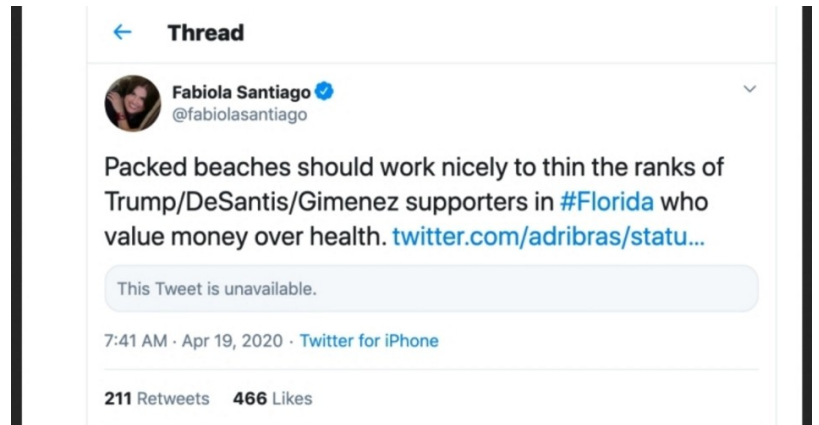 ← Thread
Fabiola Santiago
@fabiolasantiago
Packed beaches should work nicely to thin the ranks of
Trump/DeSantis/Gimenez supporters in #Florida who
value money over health. twitter.com/adribras/statu...
This Tweet is unavailable.
7:41 AM · Apr 19, 2020 · Twitter for iPhone
211 Retweets 466 Likes